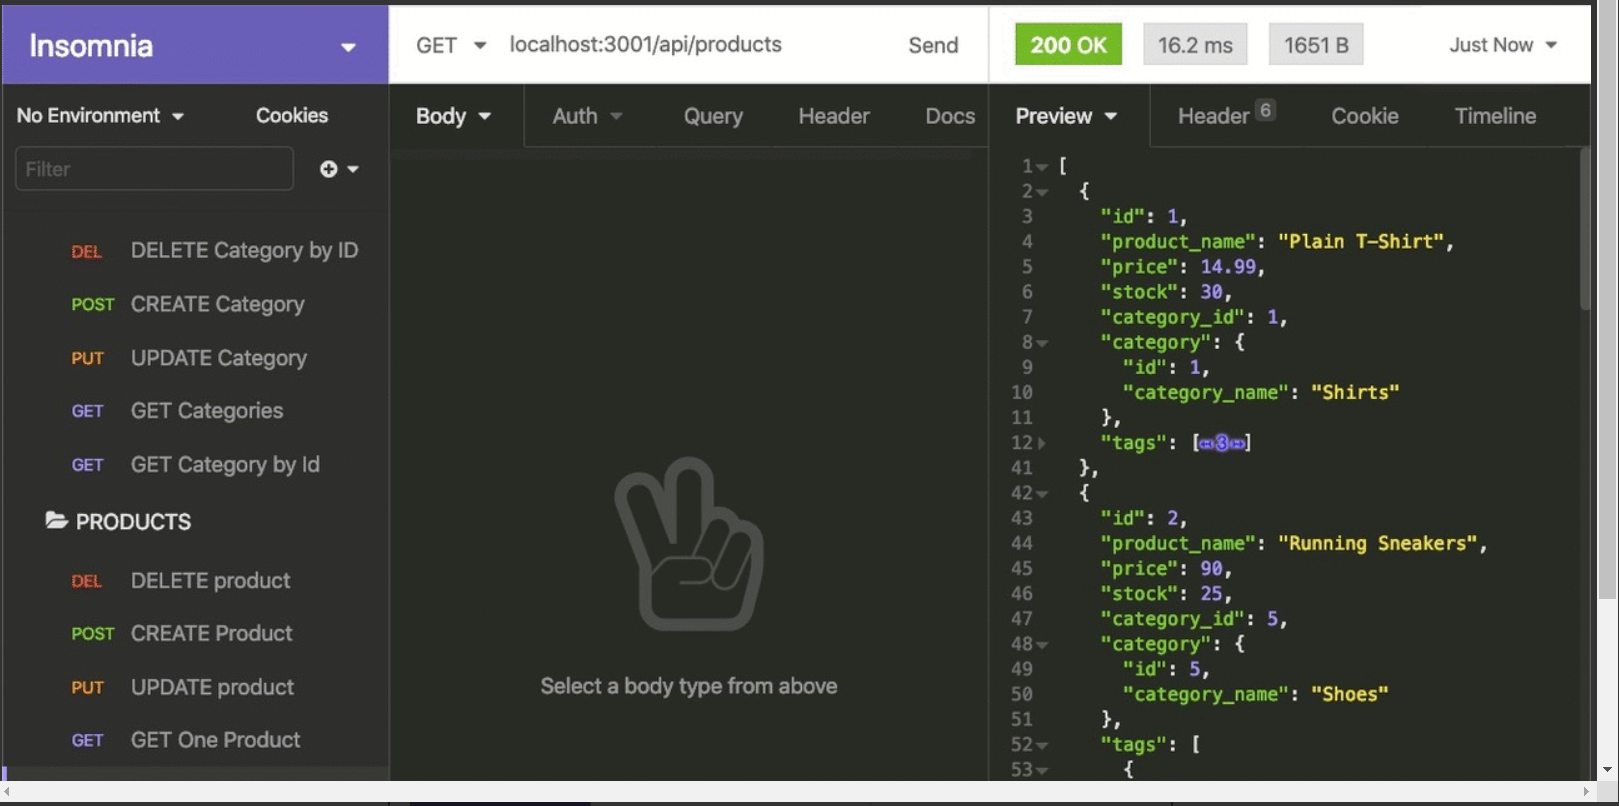 Insomnia
No Environment
Cookies
Filter
DEL DELETE Category by ID
POST CREATE Category
PUT UPDATE Category
GET GET Categories
GET GET Category by Id
PRODUCTS
DEL DELETE product
POST CREATE Product
PUT UPDATE product
GET GET One Product
GET localhost:3001/api/products Send
Body Auth Query Header Docs
Select a body type from above
200 OK 16.2 ms 1651 B Just Now
Preview Header 6 Cookie Timeline
1 [
2 {
3 "id": 1,
4 "product_name": "Plain T-Shirt",
5 "price": 14.99,
6 "stock": 30,
7 "category_id": 1,
8 "category": {
9 "id": 1,
10 "category_name": "Shirts"
11 },
12 "tags": [↔3↔]
41 },
42 {
43 "id": 2,
44 "product_name": "Running Sneakers",
45 "price": 90,
46 "stock": 25,
47 "category_id": 5,
48 "category": {
49 "id": 5,
50 "category_name": "Shoes"
51 },
52 "tags": [
53 {